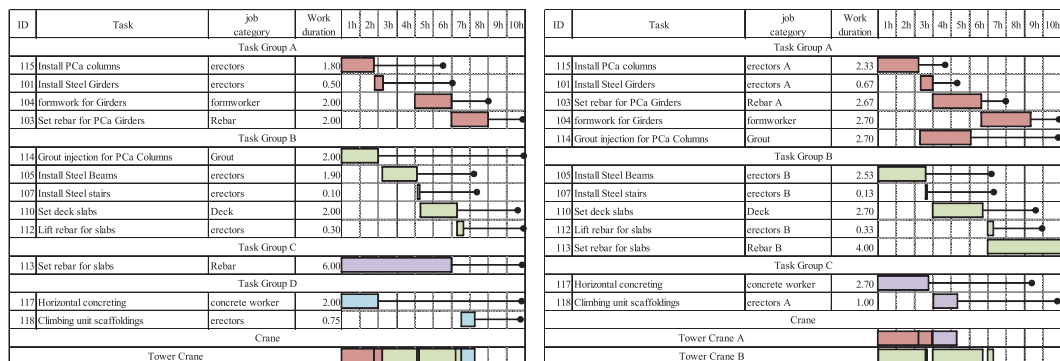 ID Task job category Work duration 1h 2h 3h 4h 5h 6h 7h 8h 9h 10h
Task Group A
115 Install PCa columns erectors 1.80
101 Install Steel Girders erectors 0.50
104 formwork for Girders formworker 2.00
103 Set rebar for PCa Girders Rebar 2.00
Task Group B
114 Grout injection for PCa Columns Grout 2.00
105 Install Steel Beams erectors 1.90
107 Install Steel stairs erectors 0.10
110 Set deck slabs Deck 2.00
112 Lift rebar for slabs erectors 0.30
Task Group C
113 Set rebar for slabs Rebar 6.00
Task Group D
117 Horizontal concreting concrete worker 2.00
118 Climbing unit scaffoldings erectors 0.75
Crane
Tower Crane
ID Task job category Work duration 1h 2h 3h 4h 5h 6h 7h 8h 9h 10h
Task Group A
115 Install PCa columns erectors A 2.33
101 Install Steel Girders erectors A 0.67
103 Set rebar for PCa Girders Rebar A 2.67
104 formwork for Girders formworker 2.70
114 Grout injection for PCa Columns Grout 2.70
Task Group B
105 Install Steel Beams erectors B 2.53
107 Install Steel stairs erectors B 0.13
110 Set deck slabs Deck 2.70
112 Lift rebar for slabs erectors B 0.33
113 Set rebar for slabs Rebar B 4.00
Task Group C
117 Horizontal concreting concrete worker 2.70
118 Climbing unit scaffoldings erectors A 1.00
Crane
Tower Crane A
Tower Crane B